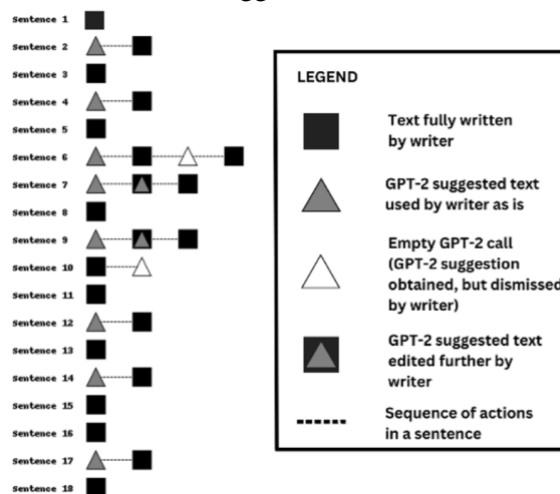 Sentence 1
Sentence 2
Sentence 3
Sentence 4
Sentence 5
Sentence 6
Sentence 7
Sentence 8
Sentence 9
Sentence 10
Sentence 11
Sentence 12
Sentence 13
Sentence 14
Sentence 15
Sentence 16
Sentence 17
Sentence 18
LEGEND
Text fully written
by writer
GPT-2 suggested text
used by writer as is
Empty GPT-2 call
(GPT-2 suggestion
obtained, but dismissed
by writer)
GPT-2 suggested text
edited further by
writer
Sequence of actions
in a sentence